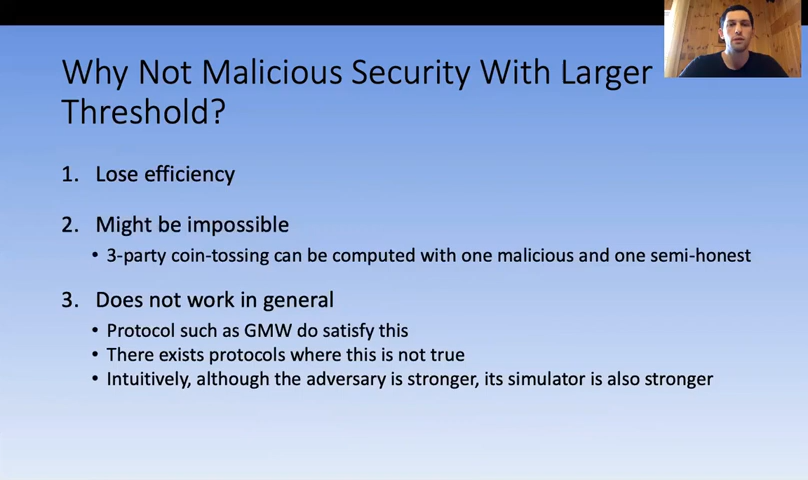 Why Not Malicious Security With Larger
Threshold?
1. Lose efficiency
2. Might be impossible
• 3-party coin-tossing can be computed with one malicious and one semi-honest
3. Does not work in general
• Protocol such as GMW do satisfy this
• There exists protocols where this is not true
• Intuitively, although the adversary is stronger, its simulator is also stronger